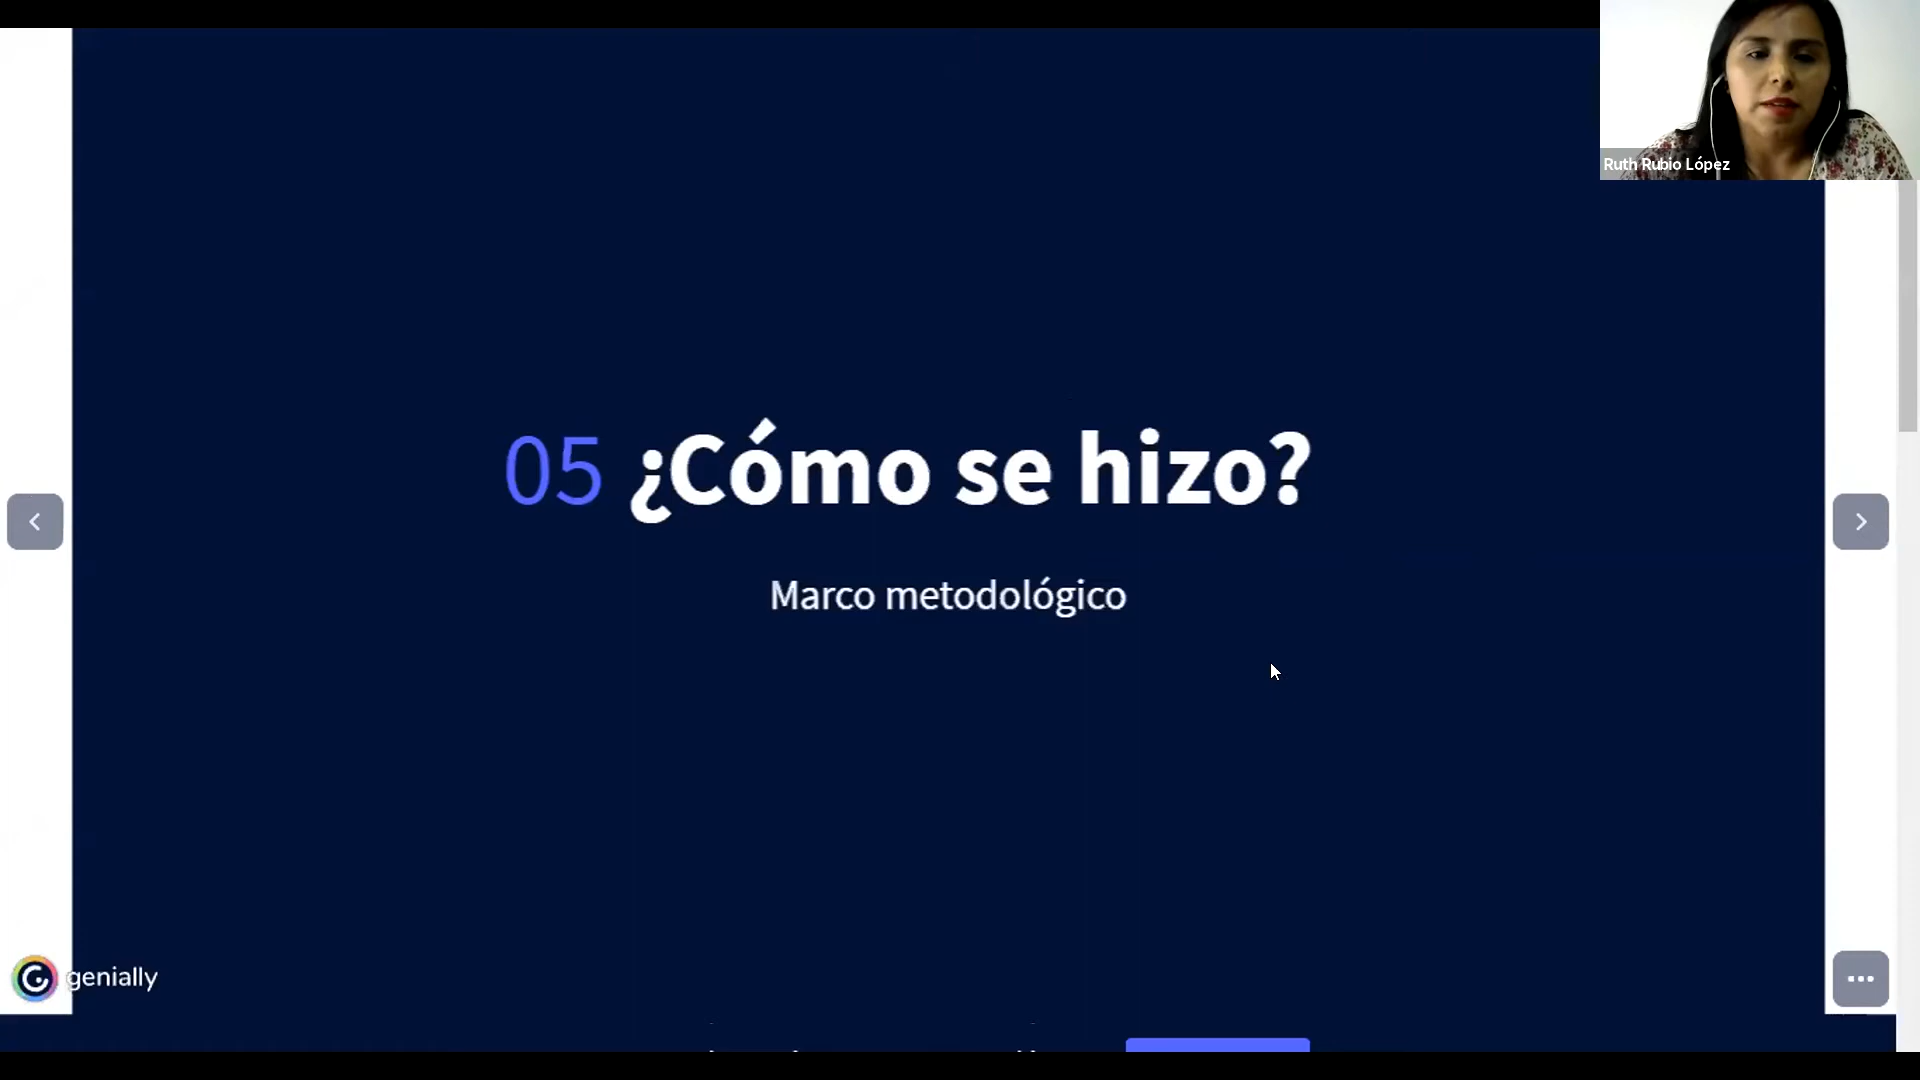 Ruth Rubio López
05 ¿Cómo se hizo?
Marco metodológico
genially